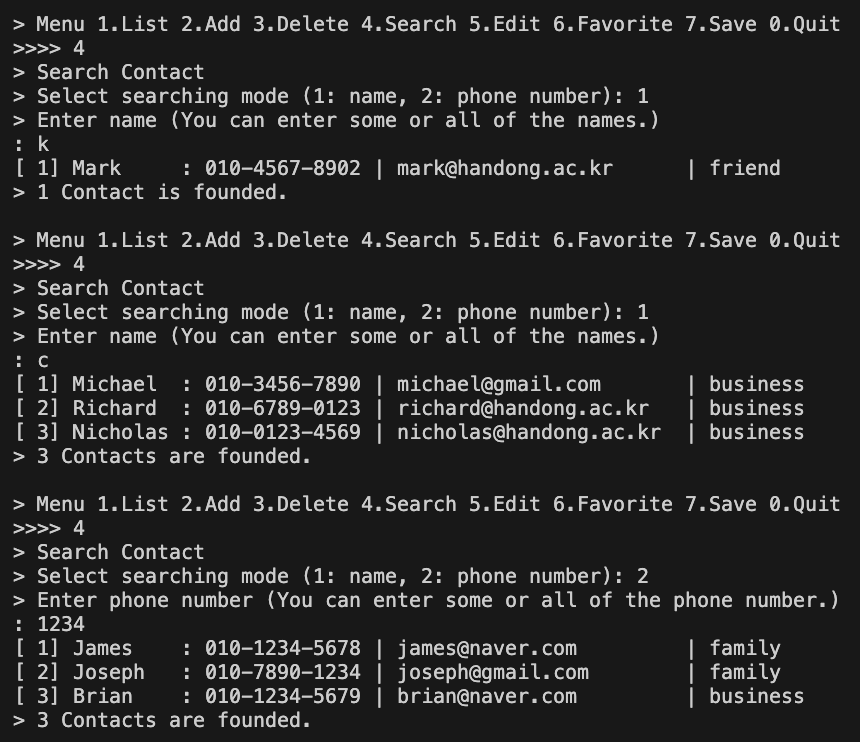 > Menu 1.List 2.Add 3.Delete 4.Search 5.Edit 6.Favorite 7.Save 0.Quit
>>>> 4
> Search Contact
> Select searching mode (1: name, 2: phone number): 1
> Enter name (You can enter some or all of the names.)
: k
[ 1] Mark     : 010-4567-8902 | mark@handong.ac.kr      | friend
> 1 Contact is founded.

> Menu 1.List 2.Add 3.Delete 4.Search 5.Edit 6.Favorite 7.Save 0.Quit
>>>> 4
> Search Contact
> Select searching mode (1: name, 2: phone number): 1
> Enter name (You can enter some or all of the names.)
: c
[ 1] Michael  : 010-3456-7890 | michael@gmail.com       | business
[ 2] Richard  : 010-6789-0123 | richard@handong.ac.kr   | business
[ 3] Nicholas : 010-0123-4569 | nicholas@handong.ac.kr  | business
> 3 Contacts are founded.

> Menu 1.List 2.Add 3.Delete 4.Search 5.Edit 6.Favorite 7.Save 0.Quit
>>>> 4
> Search Contact
> Select searching mode (1: name, 2: phone number): 2
> Enter phone number (You can enter some or all of the phone number.)
: 1234
[ 1] James    : 010-1234-5678 | james@naver.com         | family
[ 2] Joseph   : 010-7890-1234 | joseph@gmail.com        | family
[ 3] Brian    : 010-1234-5679 | brian@naver.com         | business
> 3 Contacts are founded.